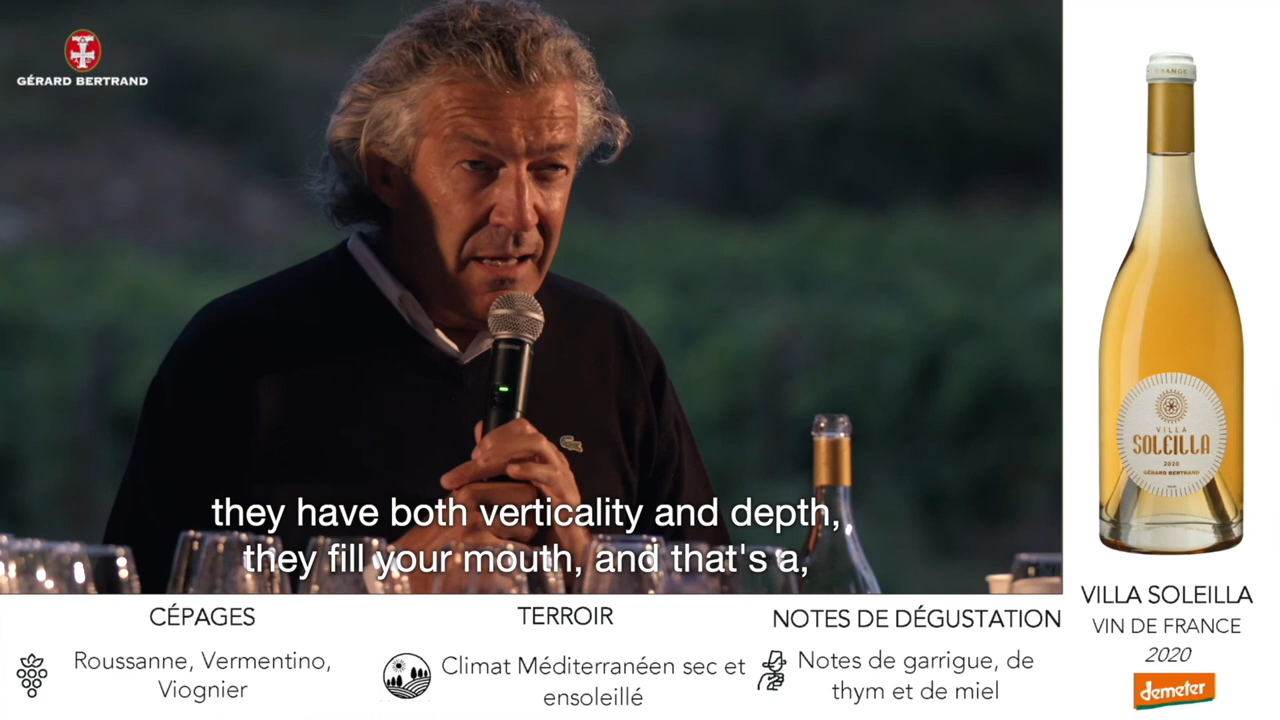 GÉRARD BERTRAND
they have both verticality and depth,
they fill your mouth, and that's a,
CÉPAGES
Roussanne, Vermentino,
Viognier
TERROIR
Climat Méditerranéen sec et
ensoleillé
NOTES DE DÉGUSTATION
Notes de garrigue, de
thym et de miel
ORANGE
VILLA
SOLEILLA
2020
GÉRARD BERTRAND
VILLA SOLEILLA
VIN DE FRANCE
2020
demeter